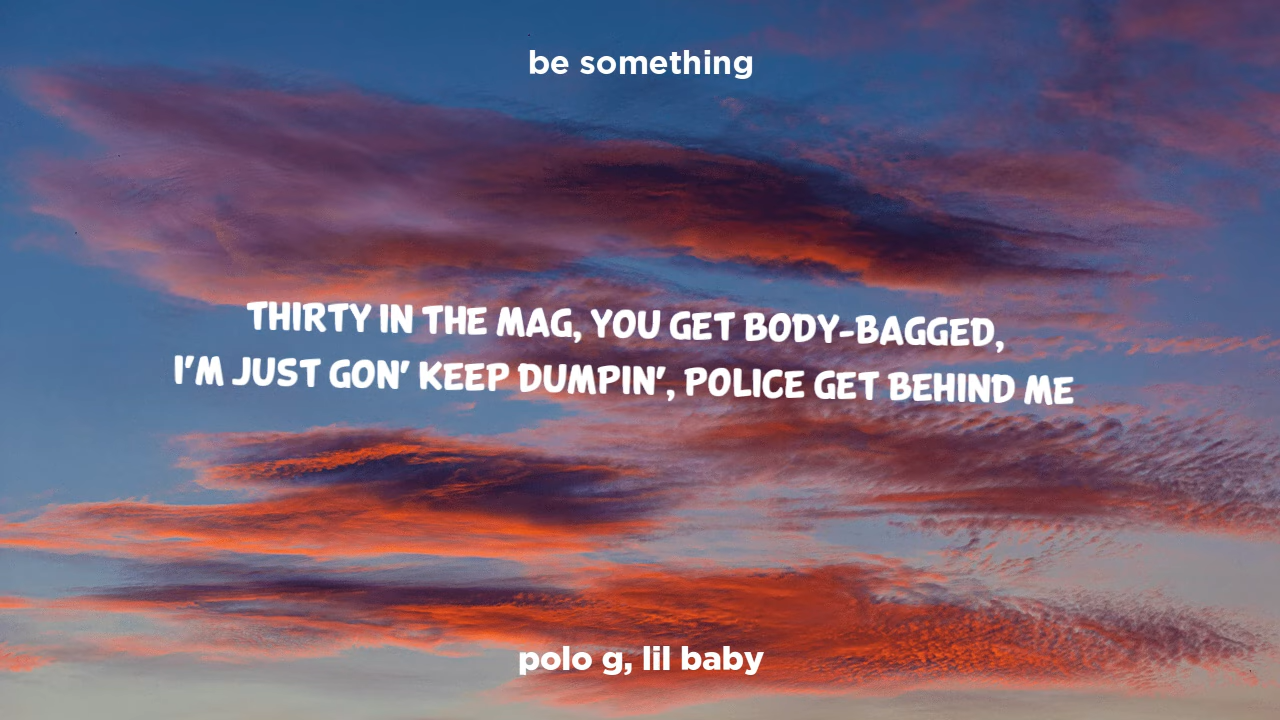 be something
THIRTY IN THE MAG, YOU GET BODY-BAGGED,
I'M JUST GON' KEEP DUMPIN', POLICE GET BEHIND ME
polo g, lil baby